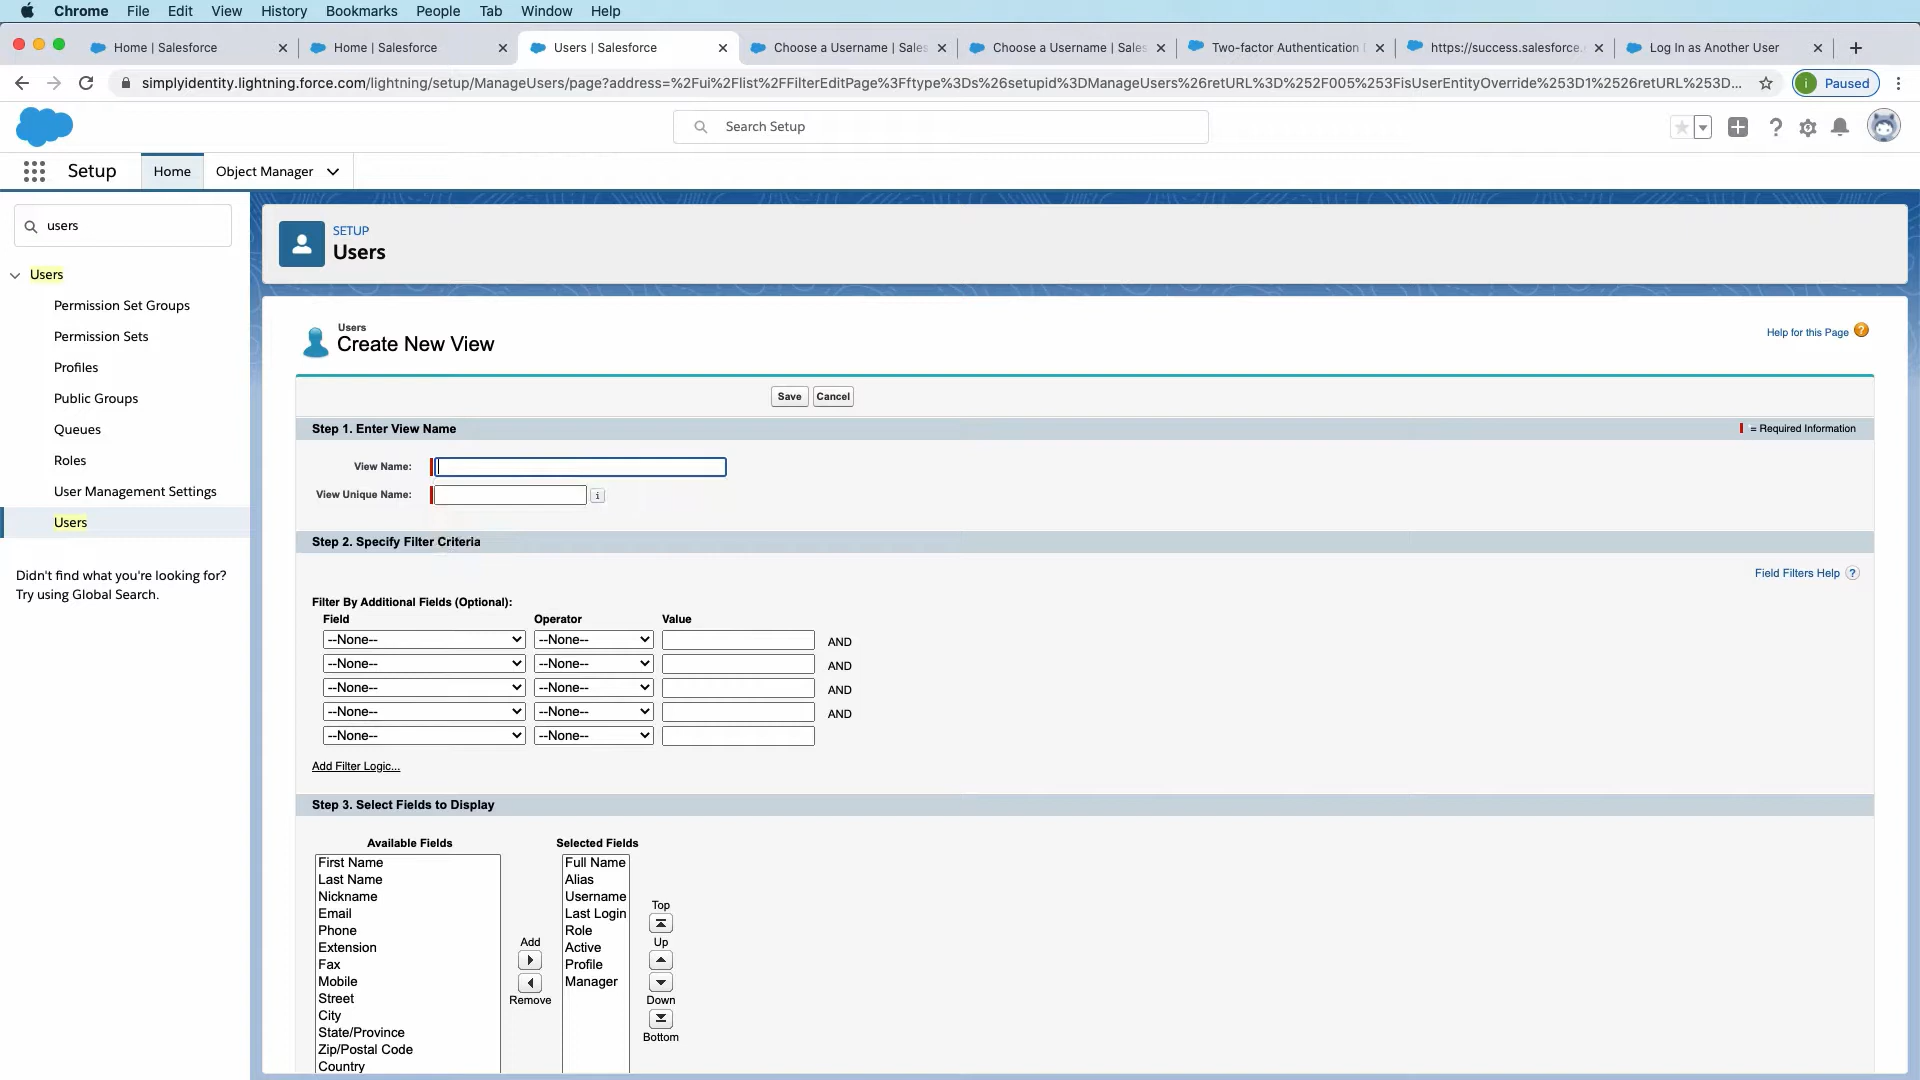 Chrome File Edit View History Bookmarks People Tab Window Help
Home | Salesforce
Home | Salesforce
Users | Salesforce
Choose a Username | Sales
Choose a Username | Sales
Two-factor Authentication
https://success.salesforce.
Log In as Another User
simplyidentity.lightning.force.com/lightning/setup/ManageUsers/page?address=%2Fui%2Flist%2FFilterEditPage%3Fftype%3Ds%26setupid%3DManageUsers%26retURL%3D%252F005%253FisUserEntityOverride%253D1%2526retURL%253D...
i Paused
Search Setup
Setup Home Object Manager
users
Users
Permission Set Groups
Permission Sets
Profiles
Public Groups
Queues
Roles
User Management Settings
Users
Didn't find what you're looking for?
Try using Global Search.
SETUP
Users
Users
Create New View
Help for this Page ?
Save Cancel
Step 1. Enter View Name
= Required Information
View Name:
View Unique Name: i
Step 2. Specify Filter Criteria
Field Filters Help ?
Filter By Additional Fields (Optional):
Field Operator Value
--None-- --None-- AND
--None-- --None-- AND
--None-- --None-- AND
--None-- --None-- AND
--None-- --None--
Add Filter Logic...
Step 3. Select Fields to Display
Available Fields
First Name
Last Name
Nickname
Email
Phone
Extension
Fax
Mobile
Street
City
State/Province
Zip/Postal Code
Country
Add
Remove
Selected Fields
Full Name
Alias
Username
Last Login
Role
Active
Profile
Manager
Top
Up
Down
Bottom